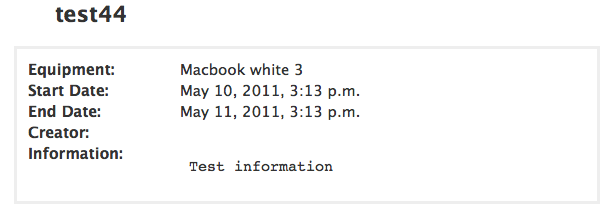 test44
Equipment: Macbook white 3
Start Date: May 10, 2011, 3:13 p.m.
End Date: May 11, 2011, 3:13 p.m.
Creator:
Information:
Test information